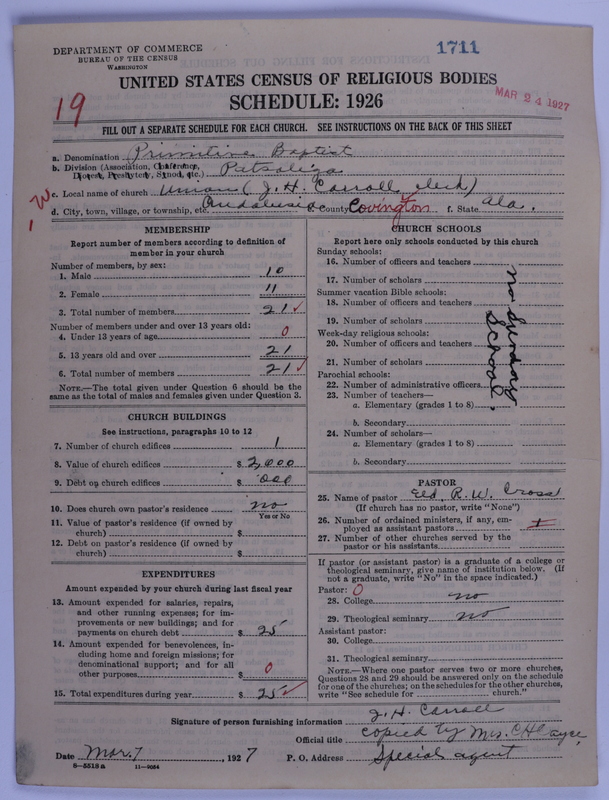 DEPARTMENT OF COMMERCE
BUREAU OF THE CENSUS
WASHINGTON
1711
UNITED STATES CENSUS OF RELIGIOUS BODIES
SCHEDULE: 1926
MAR 24 1927
19
FILL OUT A SEPARATE SCHEDULE FOR EACH CHURCH. SEE INSTRUCTIONS ON THE BACK OF THIS SHEET
a. Denomination Primitive Baptist
b. Division (Association, Conference, Diocese, Presbytery, Synod, etc.) Patsaliga
c. Local name of church Union (J. H. Carroll, clerk)
d. City, town, village, or township, etc. Andalusia County Covington f. State Ala.
MEMBERSHIP
Report number of members according to definition of member in your church
Number of members, by sex:
1. Male 10
2. Female 11
3. Total number of members 21 ✓
Number of members under and over 13 years old:
4. Under 13 years of age 0
5. 13 years old and over 21
6. Total number of members 21 ✓
NOTE.—The total given under Question 6 should be the same as the total of males and females given under Question 3.
CHURCH BUILDINGS
See instructions, paragraphs 10 to 12
7. Number of church edifices 1
8. Value of church edifices $ 2,000
9. Debt on church edifices $ 000
10. Does church own pastor's residence no
Yes or No
11. Value of pastor's residence (if owned by church) $
12. Debt on pastor's residence (if owned by church) $
EXPENDITURES
Amount expended by your church during last fiscal year
13. Amount expended for salaries, repairs, and other running expenses; for improvements or new buildings; and for payments on church debt $ 25
14. Amount expended for benevolences, including home and foreign missions; for denominational support; and for all other purposes $ 0
15. Total expenditures during year $ 25 ✓
CHURCH SCHOOLS
Report here only schools conducted by this church
Sunday schools:
16. Number of officers and teachers
17. Number of scholars
Summer vacation Bible schools:
18. Number of officers and teachers
19. Number of scholars
Week-day religious schools:
20. Number of officers and teachers
21. Number of scholars
Parochial schools:
22. Number of administrative officers
23. Number of teachers—
a. Elementary (grades 1 to 8)
b. Secondary
24. Number of scholars—
a. Elementary (grades 1 to 8)
b. Secondary
No Sunday School.
PASTOR
25. Name of pastor Eld. R. W. Cross
(If church has no pastor, write "None")
26. Number of ordained ministers, if any, employed as assistant pastors
27. Number of other churches served by the pastor or his assistants
If pastor (or assistant pastor) is a graduate of a college or theological seminary, give name of institution below. (If not a graduate, write "No" in the space indicated.)
Pastor: 0
28. College no
29. Theological seminary no
Assistant pastor:
30. College
31. Theological seminary
NOTE.—Where one pastor serves two or more churches, Questions 28 and 29 should be answered only on the schedule for one of the churches; on the schedules for the other churches, write "See schedule for church."
Signature of person furnishing information J. H. Carroll
Official title copied by Mrs.
Date Mar. 7, 1927 P. O. Address Special agent
8—5518 a 11—9064